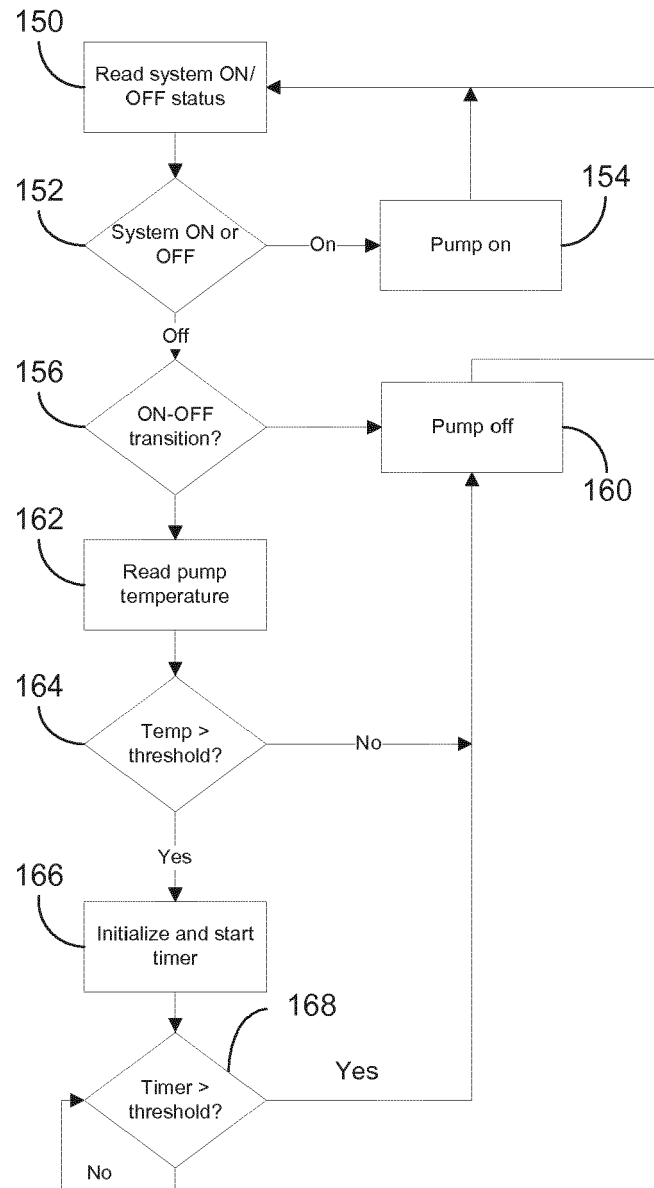 150
Read system ON/
OFF status
152
System ON or
OFF
On
Pump on
154
Off
156
ON-OFF
transition?
Pump off
160
162
Read pump
temperature
164
Temp >
threshold?
No
Yes
166
Initialize and start
timer
168
Timer >
threshold?
Yes
No